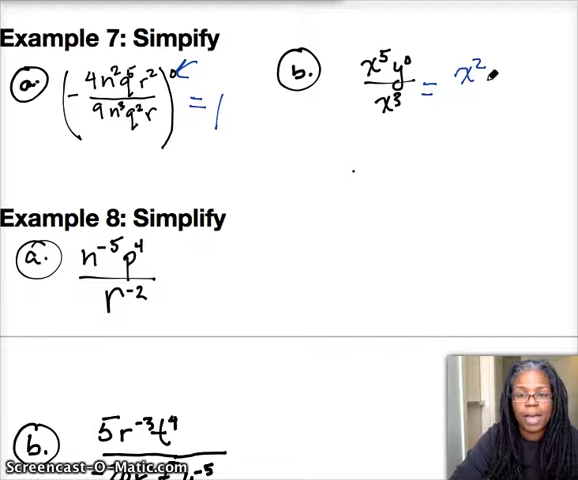 Example 7: Simpify
a. (- 4n²q⁵r² / 9n³q²r)⁰ = 1
b. x⁵y⁰ / x³ = x² ·
Example 8: Simplify
a. n⁻⁵p⁴ / r⁻²
b. 5r⁻³t⁴
Screencast-O-Matic.com